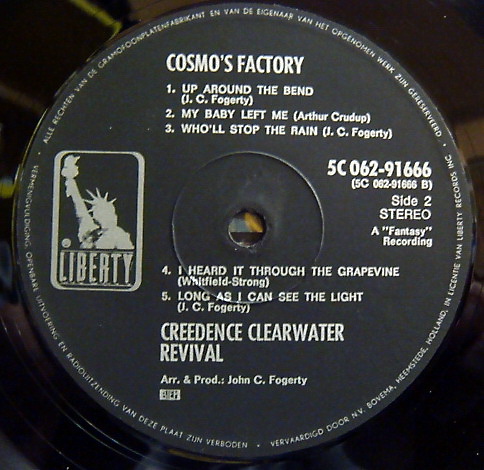 ALLE RECHTEN VAN DE GRAMOFOONPLATENFABRIKANT EN VAN DE EIGENAAR VAN HET OPGENOMEN WERK ZIJN GERESERVEERD •
COSMO'S FACTORY
1. UP AROUND THE BEND
(J. C. Fogerty)
2. MY BABY LEFT ME (Arthur Crudup)
3. WHO'LL STOP THE RAIN (J. C. Fogerty)
5C 062-91666
(5C 062-91666 B)
Side 2
STEREO
A "Fantasy"
Recording
LIBERTY
4. I HEARD IT THROUGH THE GRAPEVINE
(Whitfield-Strong)
5. LONG AS I CAN SEE THE LIGHT
(J. C. Fogerty)
CREEDENCE CLEARWATER
REVIVAL
Arr. & Prod.: John C. Fogerty
VERMENIGVULDIGING, OPENBARE UITVOERING EN RADIOUITZENDING VAN DEZE PLAAT ZIJN VERBODEN •
VERVAARDIGD DOOR N.V. BOVEMA, HEEMSTEDE, HOLLAND, IN LICENTIE VAN LIBERTY RECORDS INC.